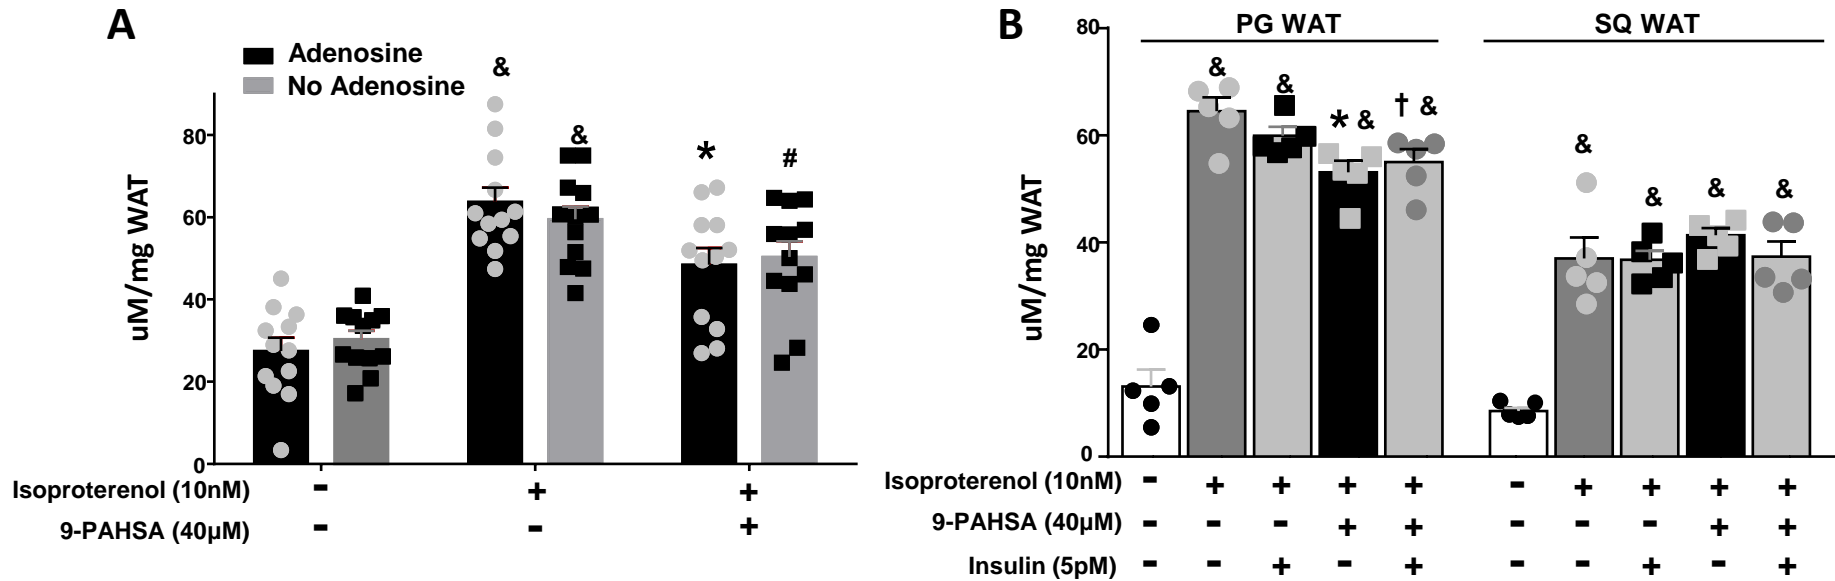 A
Adenosine
No Adenosine
&
&
*
#
80
60
40
20
0
uM/mg WAT
Isoproterenol (10nM) - + +
9-PAHSA (40µM) - - +
B
PG WAT SQ WAT
80
60
40
20
0
uM/mg WAT
& & * & † &
& & & &
Isoproterenol (10nM) - + + + + - + + + +
9-PAHSA (40µM) - - - + + - - - + +
Insulin (5pM) - - + - + - - + - +